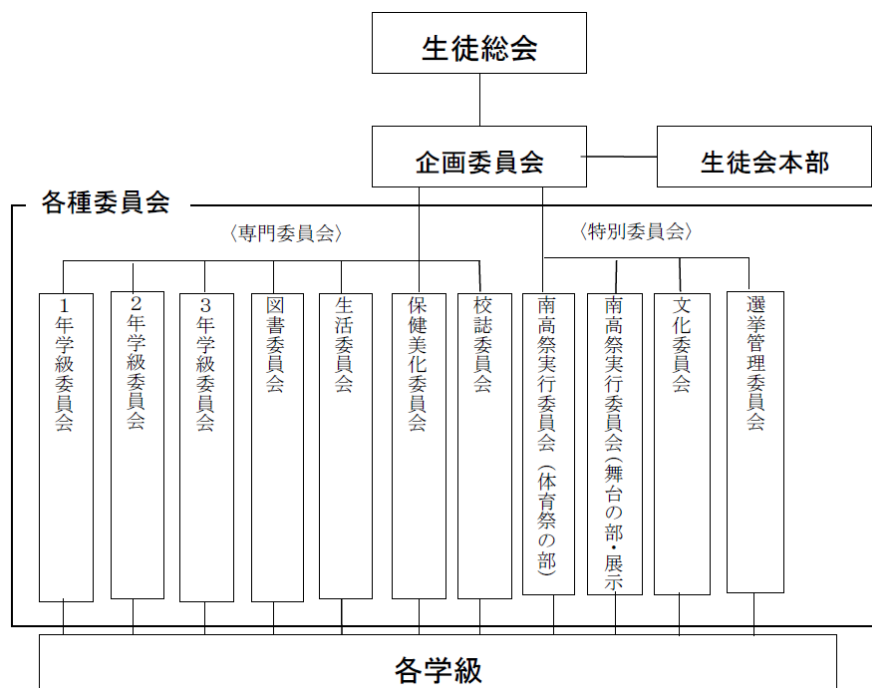 生徒総会
企画委員会
生徒会本部
各種委員会
〈専門委員会〉
〈特別委員会〉
１年学級委員会
２年学級委員会
３年学級委員会
図書委員会
生活委員会
保健美化委員会
校誌委員会
南高祭実行委員会（体育祭の部）
南高祭実行委員会(舞台の部・展示
文化委員会
選挙管理委員会
各学級